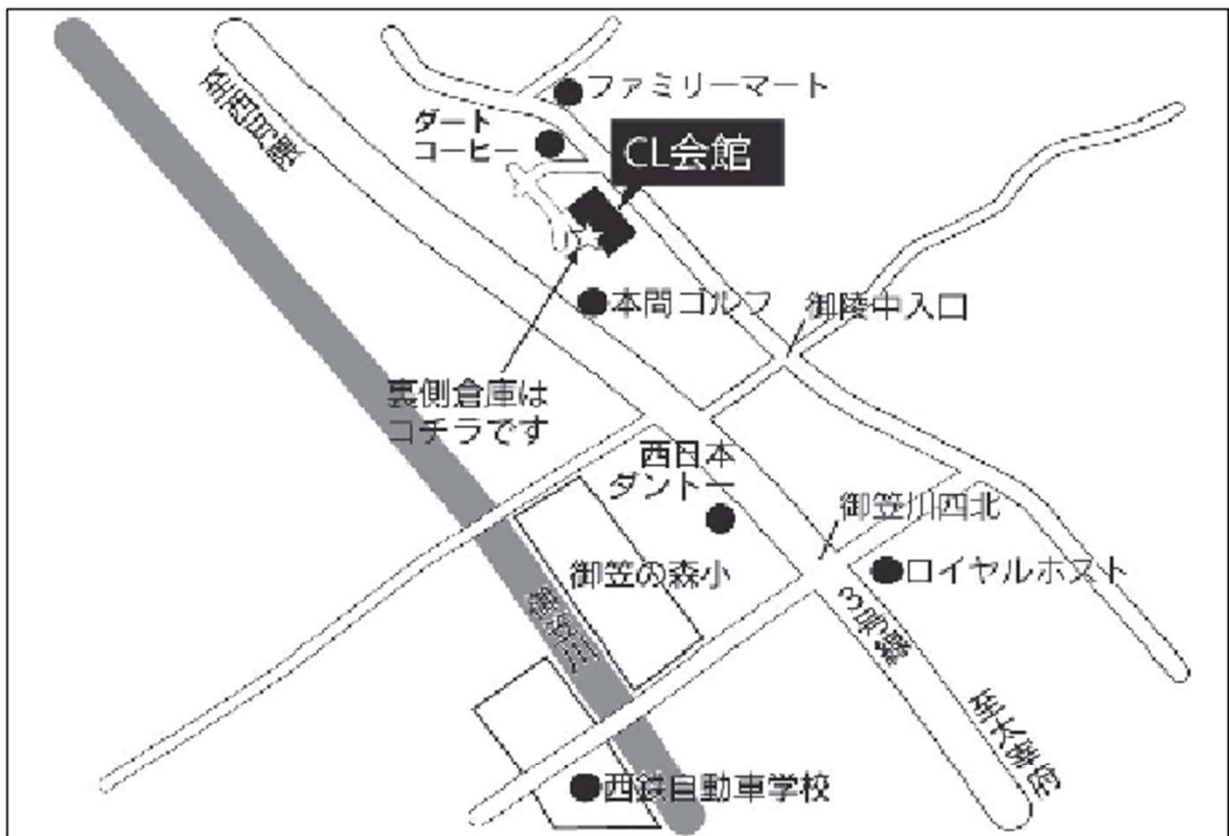 ファミリーマート
ダート
コーヒー
CL会館
本間ゴルフ
御陵中入口
裏側倉庫は
コチラです
西日本
ダントー
御笠川四北
御笠の森小
ロイヤルホスト
御笠川
3号線
至太宰府
西鉄自動車学校